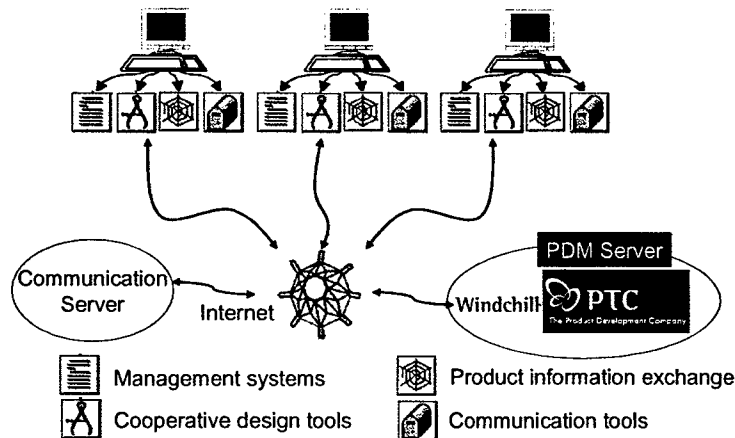 PDM Server
Communication
Server
Internet
Windchill
PTC
The Product Development Company
Management systems
Product information exchange
Cooperative design tools
Communication tools